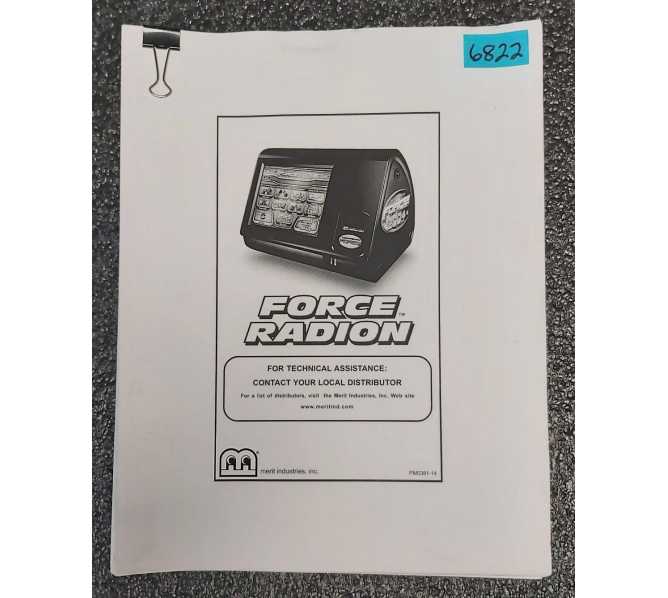 6822
FORCE
RADION™
FOR TECHNICAL ASSISTANCE:
CONTACT YOUR LOCAL DISTRIBUTOR
For a list of distributors, visit the Merit Industries, Inc. Web site
www.meritind.com
merit industries, inc.